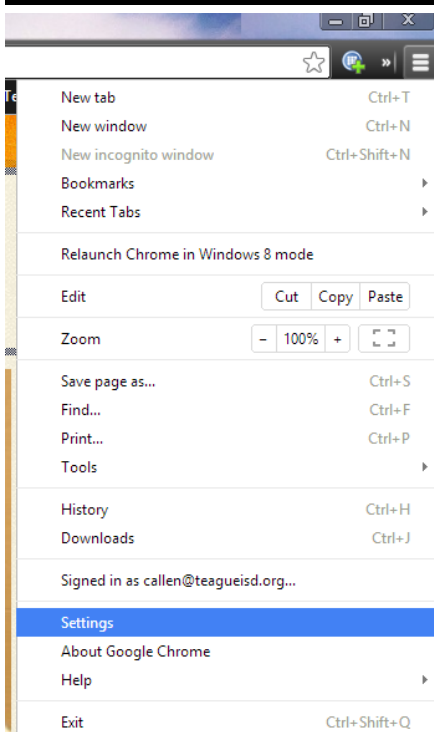 Te
New tab Ctrl+T
New window Ctrl+N
New incognito window Ctrl+Shift+N
Bookmarks
Recent Tabs
Relaunch Chrome in Windows 8 mode
Edit Cut Copy Paste
Zoom − 100% +
Save page as... Ctrl+S
Find... Ctrl+F
Print... Ctrl+P
Tools
History Ctrl+H
Downloads Ctrl+J
Signed in as callen@teagueisd.org...
Settings
About Google Chrome
Help
Exit Ctrl+Shift+Q